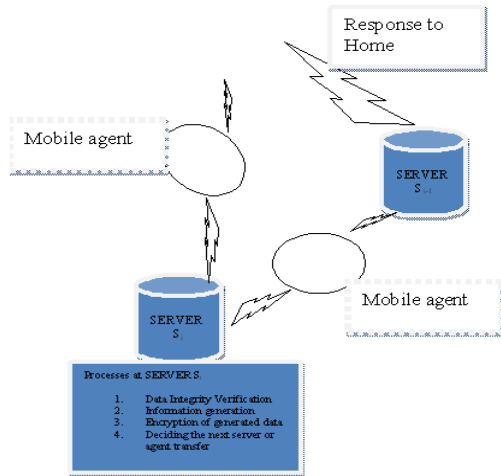 Response to
Home
Mobile agent
SERVER
S i+1
SERVER
S i
Mobile agent
Processes at SERVER S i
1. Data Integrity Verification
2. Information generation
3. Encryption of generated data
4. Deciding the next server or
agent transfer